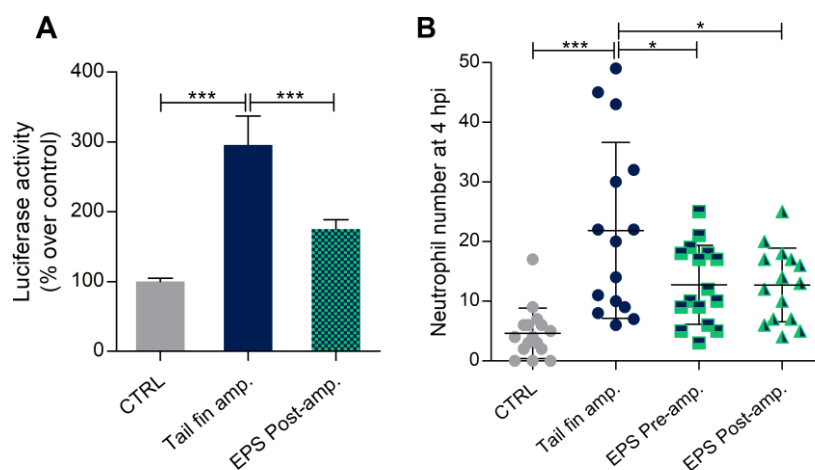 A
Luciferase activity
(% over control)
400
300
200
100
0
***
***
CTRL
Tail fin amp.
EPS Post-amp.
B
Neutrophil number at 4 hpi
50
40
30
20
10
0
*
***
*
CTRL
Tail fin amp.
EPS Pre-amp.
EPS Post-amp.